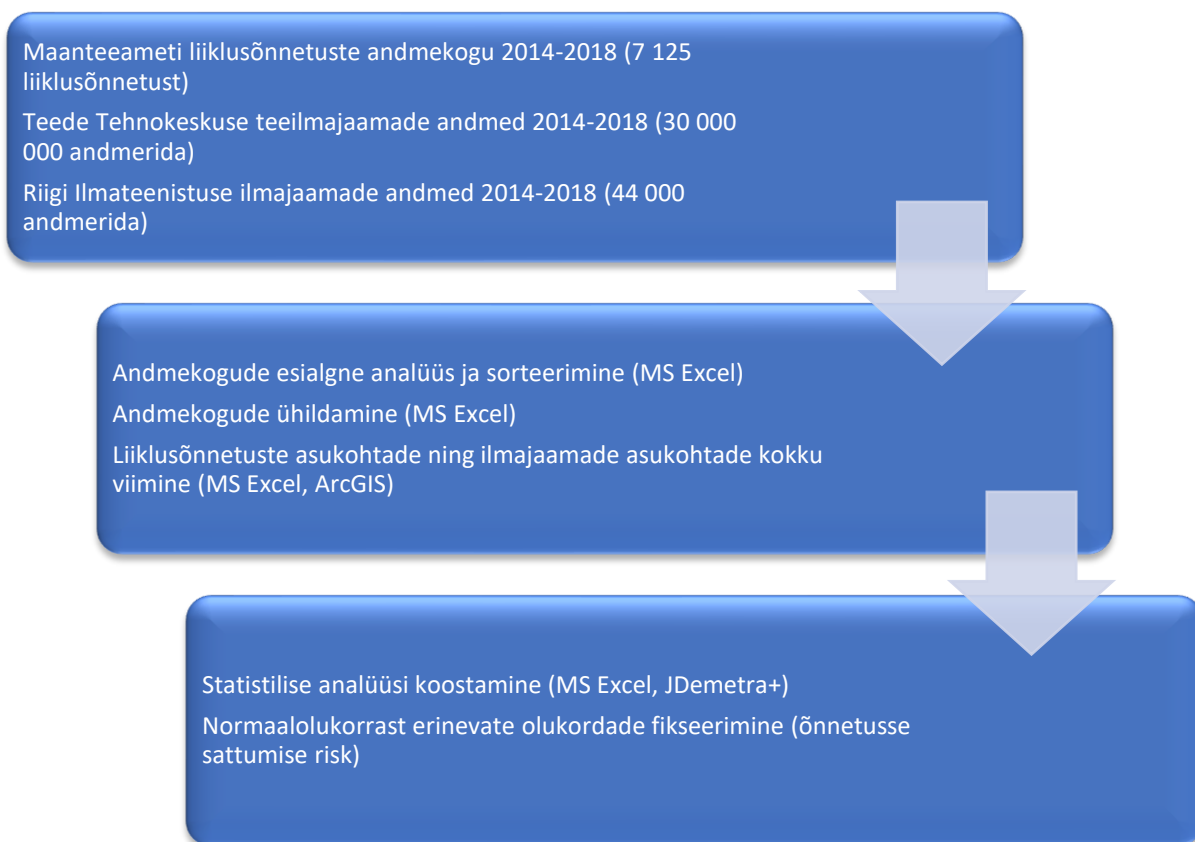 Maanteeameti liiklusõnnetuste andmekogu 2014-2018 (7 125
liiklusõnnetust)
Teede Tehnokeskuse teeilmajaamade andmed 2014-2018 (30 000
000 andmerida)
Riigi Ilmateenistuse ilmajaamade andmed 2014-2018 (44 000
andmerida)
Andmekogude esialgne analüüs ja sorteerimine (MS Excel)
Andmekogude ühildamine (MS Excel)
Liiklusõnnetuste asukohtade ning ilmajaamade asukohtade kokku
viimine (MS Excel, ArcGIS)
Statistilise analüüsi koostamine (MS Excel, JDemetra+)
Normaalolukorrast erinevate olukordade fikseerimine (õnnetusse
sattumise risk)